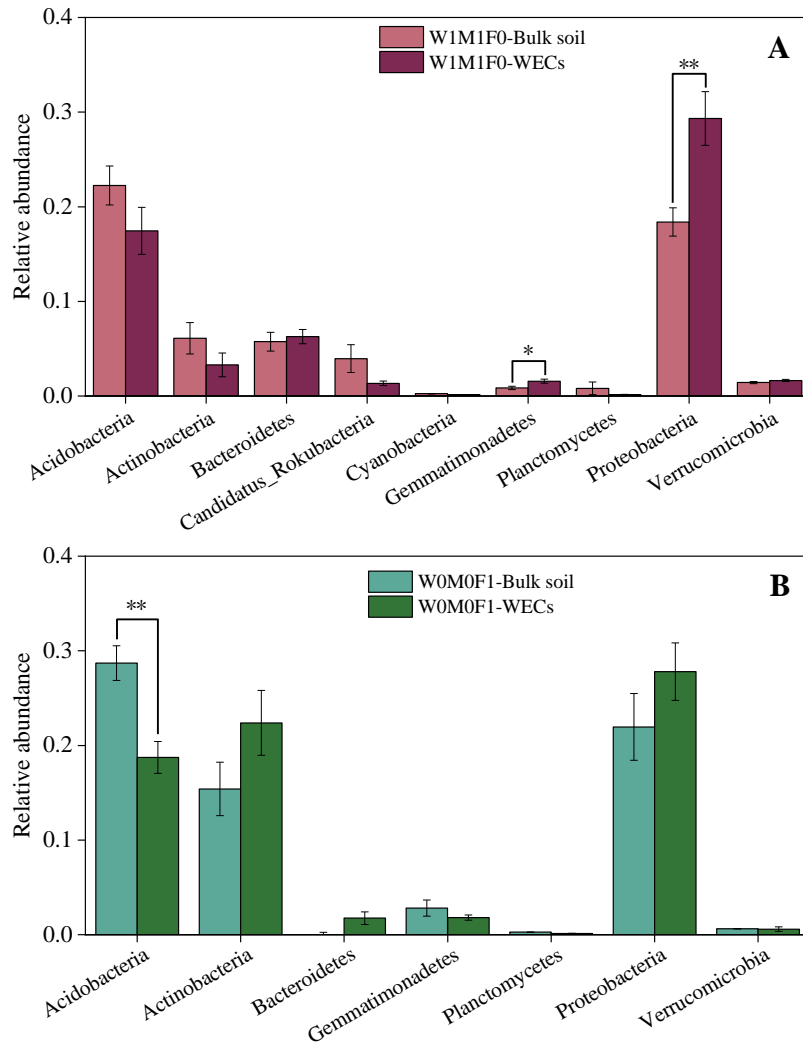 0.4
W1M1F0-Bulk soil
W1M1F0-WECs
A
**
0.3
0.2
*
0.1
0.0
Relative abundance
Acidobacteria
Actinobacteria
Bacteroidetes
Candidatus_Rokubacteria
Cyanobacteria
Gemmatimonadetes
Planctomycetes
Proteobacteria
Verrucomicrobia
0.4
W0M0F1-Bulk soil
W0M0F1-WECs
B
**
0.3
0.2
0.1
0.0
Relative abundance
Acidobacteria
Actinobacteria
Bacteroidetes
Gemmatimonadetes
Planctomycetes
Proteobacteria
Verrucomicrobia